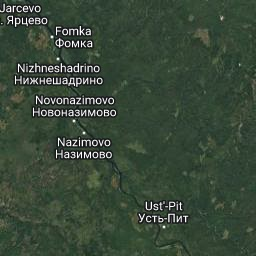 Jarcevo
. Ярцево
Fomka
Фомка
Nizhneshadrino
Нижнешадрино
Novonazimovo
Новоназимово
Nazimovo
Назимово
Ust'-Pit
Усть-Пит